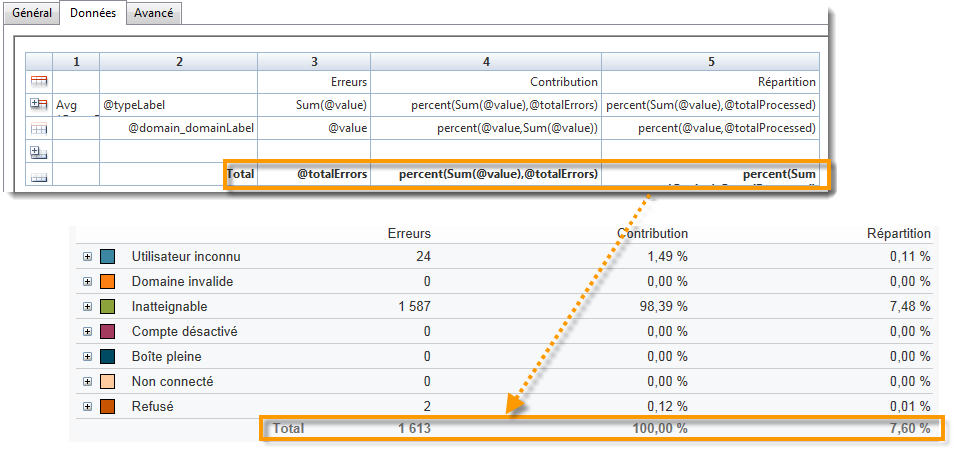 Général Données Avancé
1 2 3 4 5
Erreurs Contribution Répartition
Avg @typeLabel Sum(@value) percent(Sum(@value),@totalErrors) percent(Sum(@value),@totalProcessed)
@domain_domainLabel @value percent(@value,Sum(@value)) percent(@value,@totalProcessed)
Total @totalErrors percent(Sum(@value),@totalErrors) percent(Sum
Erreurs Contribution Répartition
Utilisateur inconnu 24 1,49 % 0,11 %
Domaine invalide 0 0,00 % 0,00 %
Inatteignable 1 587 98,39 % 7,48 %
Compte désactivé 0 0,00 % 0,00 %
Boîte pleine 0 0,00 % 0,00 %
Non connecté 0 0,00 % 0,00 %
Refusé 2 0,12 % 0,01 %
Total 1 613 100,00 % 7,60 %